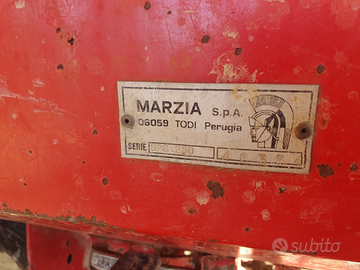 MARZIA S.p.A.
06059 TODI Perugia
SERIE
subito